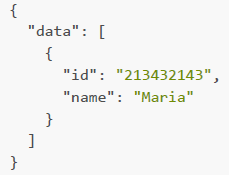 {
  "data": [
    {
      "id": "213432143",
      "name": "Maria"
    }
  ]
}